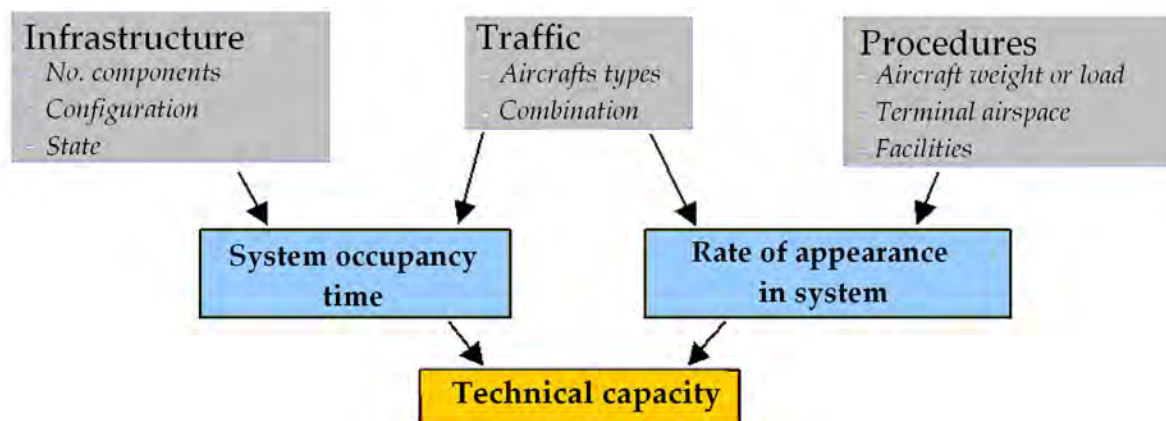 Infrastructure
- No. components
- Configuration
- State
Traffic
- Aircrafts types
- Combination
Procedures
- Aircraft weight or load
- Terminal airspace
- Facilities
System occupancy
time
Rate of appearance
in system
Technical capacity